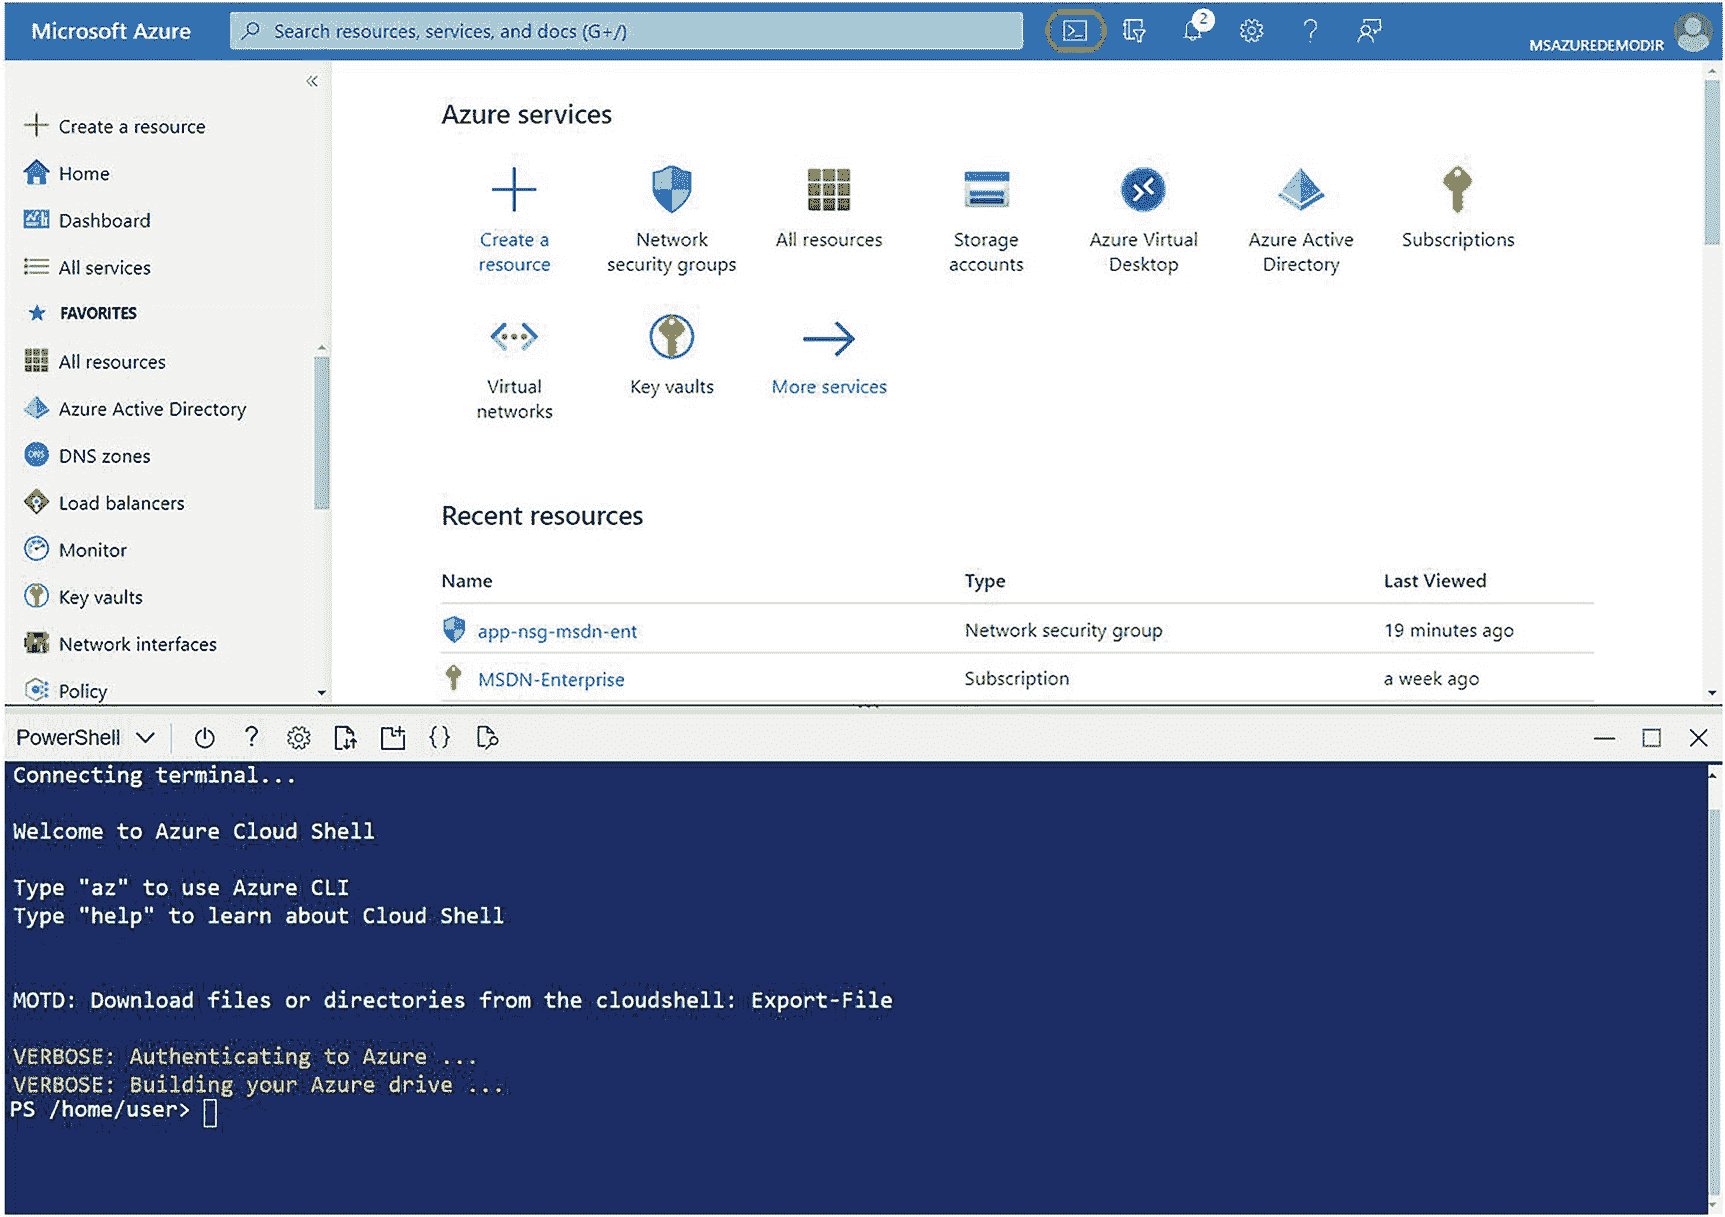 Microsoft Azure
Search resources, services, and docs (G+/)
2
MSAZUREDEMODIR
«
Create a resource
Home
Dashboard
All services
FAVORITES
All resources
Azure Active Directory
DNS
DNS zones
Load balancers
Monitor
Key vaults
Network interfaces
Policy
Azure services
Create a
resource
Network
security groups
All resources
Storage
accounts
Azure Virtual
Desktop
Azure Active
Directory
Subscriptions
Virtual
networks
Key vaults
More services
Recent resources
Name Type Last Viewed
app-nsg-msdn-ent Network security group 19 minutes ago
MSDN-Enterprise Subscription a week ago
PowerShell
Connecting terminal...
Welcome to Azure Cloud Shell
Type "az" to use Azure CLI
Type "help" to learn about Cloud Shell
MOTD: Download files or directories from the cloudshell: Export-File
VERBOSE: Authenticating to Azure ...
VERBOSE: Building your Azure drive ...
PS /home/user>